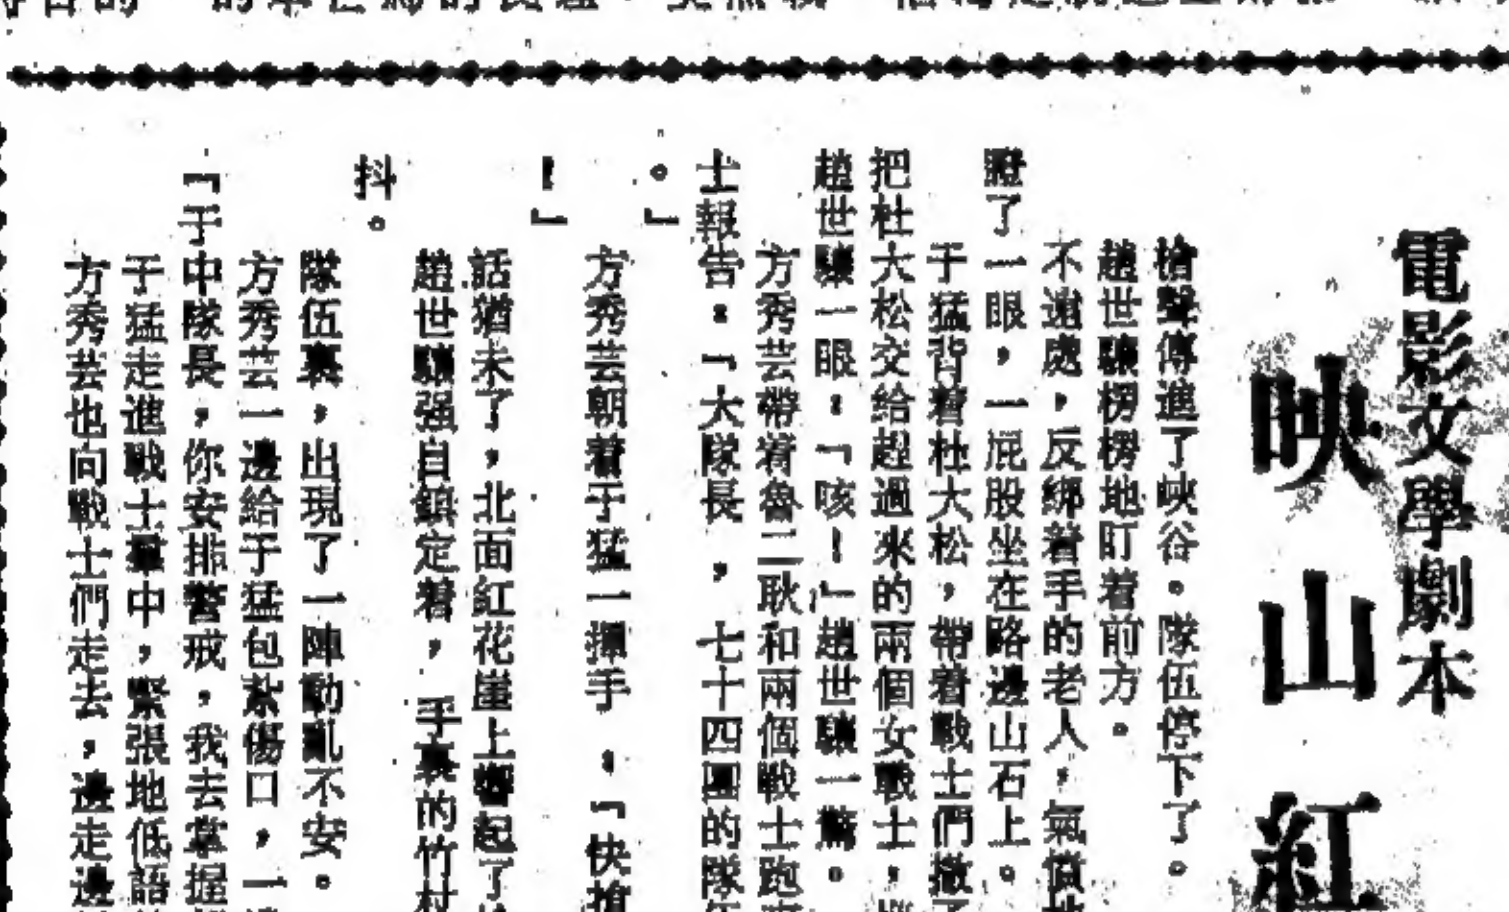 電影文學劇本
映山紅
槍聲傳進了峽谷。隊伍停下了。
趙世驤楞楞地盯着前方。
不遠處，反綁着手的老人，氣憤地
瞪了一眼，一屁股坐在路邊山石上。
于猛背着杜大松，帶着戰士們撤
把杜大松交給趕過來的兩個女戰士，
趙世驤一眼：「咳！」趙世驤一驚。
方秀芸帶着魯二耿和兩個戰士跑
士報告：「大隊長，七十四團的隊伍
。」
方秀芸朝着于猛一揮手：「快搶
！」
話猶未了，北面紅花崖上響起了
趙世驤强自鎮定着，手裏的竹
抖。
隊伍裏，出現了一陣動亂不安。
方秀芸一邊給于猛包紮傷口，一
「于中隊長，你安排警戒，我去掌握
于猛走進戰士羣中，緊張地低語
方秀芸也向戰士們走去，邊走邊